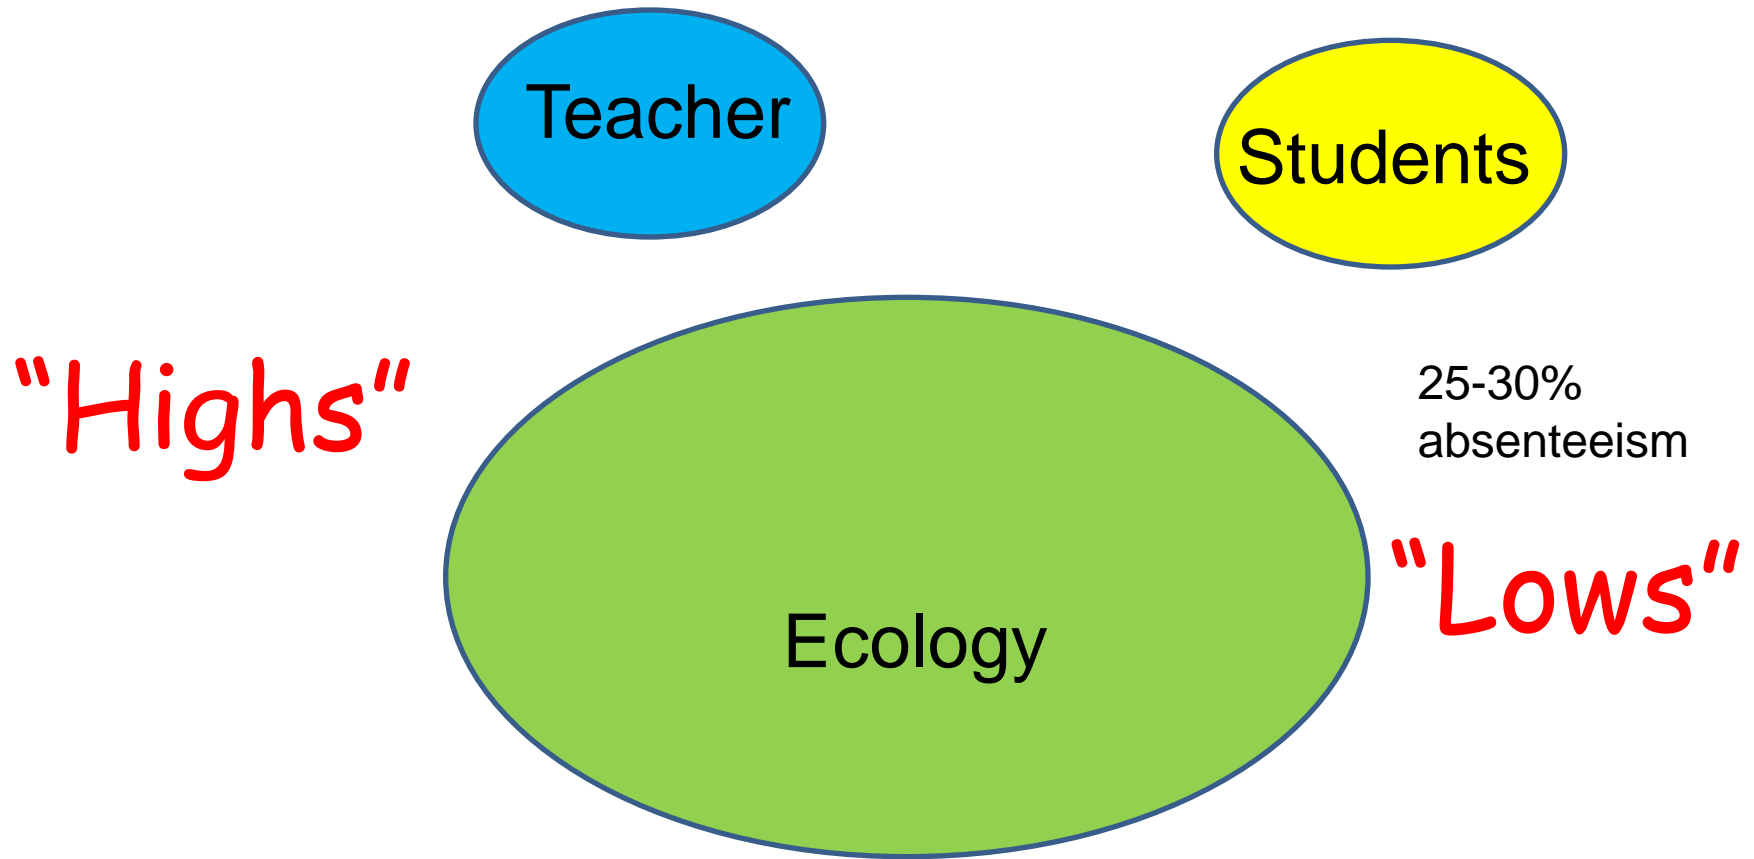 Teacher
Students
“Highs”
25-30%
absenteeism
“Lows”
Ecology